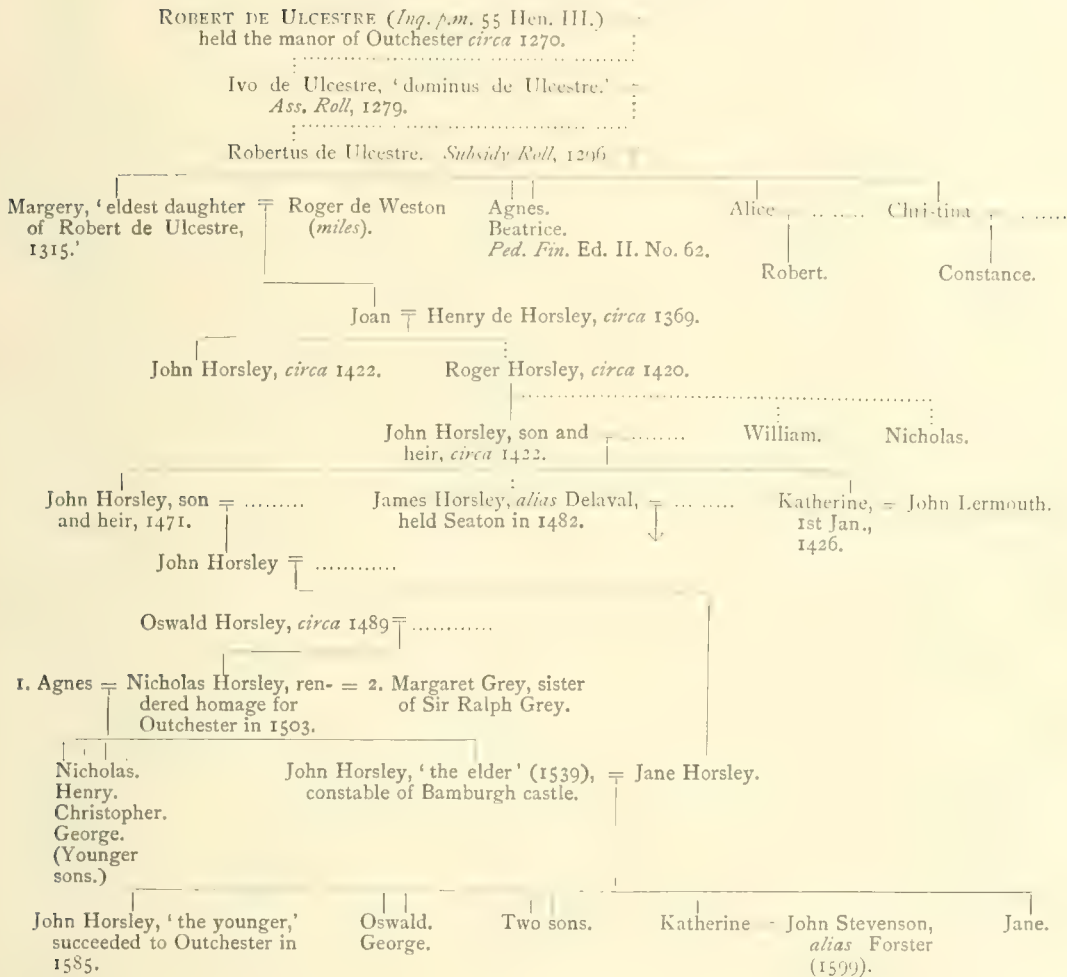 ROBERT DE ULCESTRE (Inq. p.m. 55 Hen. III.)
held the manor of Outchester circa 1270.
Ivo de Ulcestre, ‘dominus de Ulcestre.’
Ass. Roll, 1279.
Robertus de Ulcestre. Subsidy Roll, 1296
Margery, ‘eldest daughter
of Robert de Ulcestre,
1315.’
Roger de Weston
(miles).
Agnes.
Beatrice.
Ped. Fin. Ed. II. No. 62.
Alice
Christina
Robert.
Constance.
Joan = Henry de Horsley, circa 1369.
John Horsley, circa 1422.
Roger Horsley, circa 1420.
John Horsley, son and
heir, circa 1422.
William.
Nicholas.
John Horsley, son
and heir, 1471.
James Horsley, alias Delaval,
held Seaton in 1482.
Katherine, = John Lermouth.
1st Jan.,
1426.
John Horsley = ............
Oswald Horsley, circa 1489 = ............
1. Agnes = Nicholas Horsley, ren- = 2. Margaret Grey, sister
dered homage for
of Sir Ralph Grey.
Outchester in 1503.
Nicholas.
Henry.
Christopher.
George.
(Younger
sons.)
John Horsley, ‘the elder’ (1539), = Jane Horsley.
constable of Bamburgh castle.
John Horsley, ‘the younger,’
succeeded to Outchester in
1585.
Oswald.
George.
Two sons.
Katherine - John Stevenson,
alias Forster
(1599).
Jane.